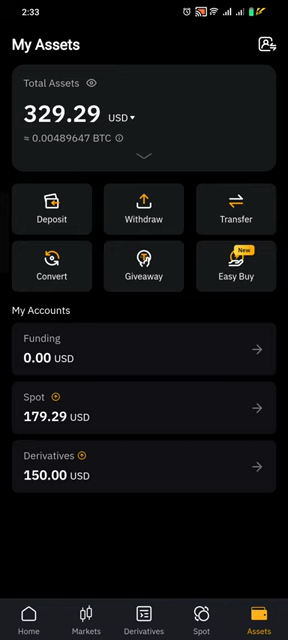 2:33
My Assets
Total Assets
329.29 USD
≈ 0.00489647 BTC
Deposit
Withdraw
Transfer
New
Convert
Giveaway
Easy Buy
My Accounts
Funding
0.00 USD
Spot
179.29 USD
Derivatives
150.00 USD
Home
Markets
Derivatives
Spot
Assets